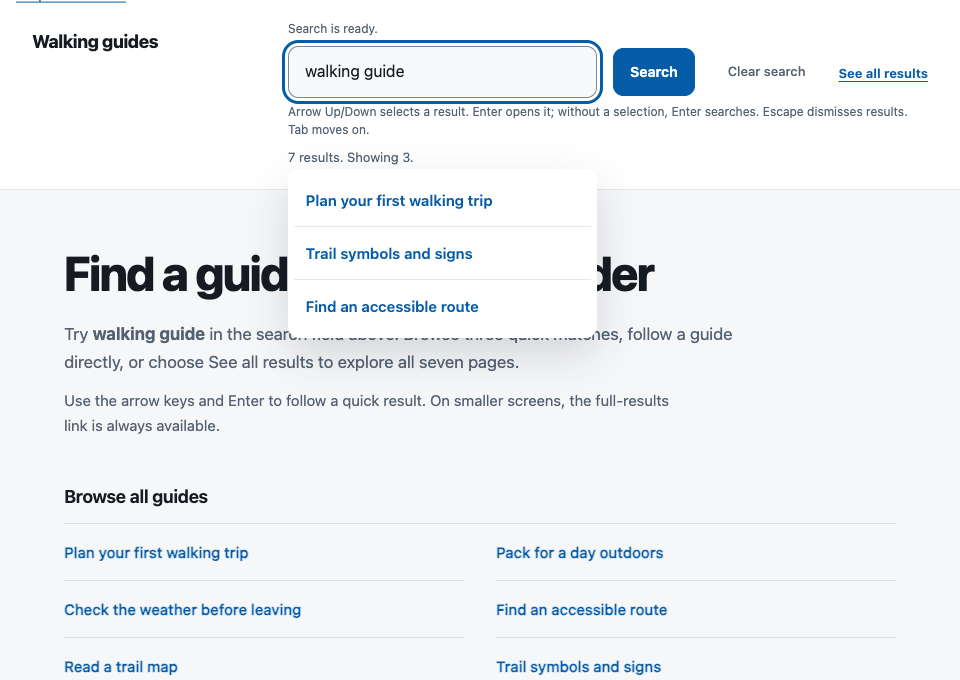 Search is ready.
Walking guides
walking guide
Search
Clear search
See all results
Arrow Up/Down selects a result. Enter opens it; without a selection, Enter searches. Escape dismisses results.
Tab moves on.
7 results. Showing 3.
Plan your first walking trip
Trail symbols and signs
Find an accessible route
Find a guid
der
Try walking guide in the search field above. Browse three quick matches, follow a guide
directly, or choose See all results to explore all seven pages.
Use the arrow keys and Enter to follow a quick result. On smaller screens, the full-results
link is always available.
Browse all guides
Plan your first walking trip
Pack for a day outdoors
Check the weather before leaving
Find an accessible route
Read a trail map
Trail symbols and signs